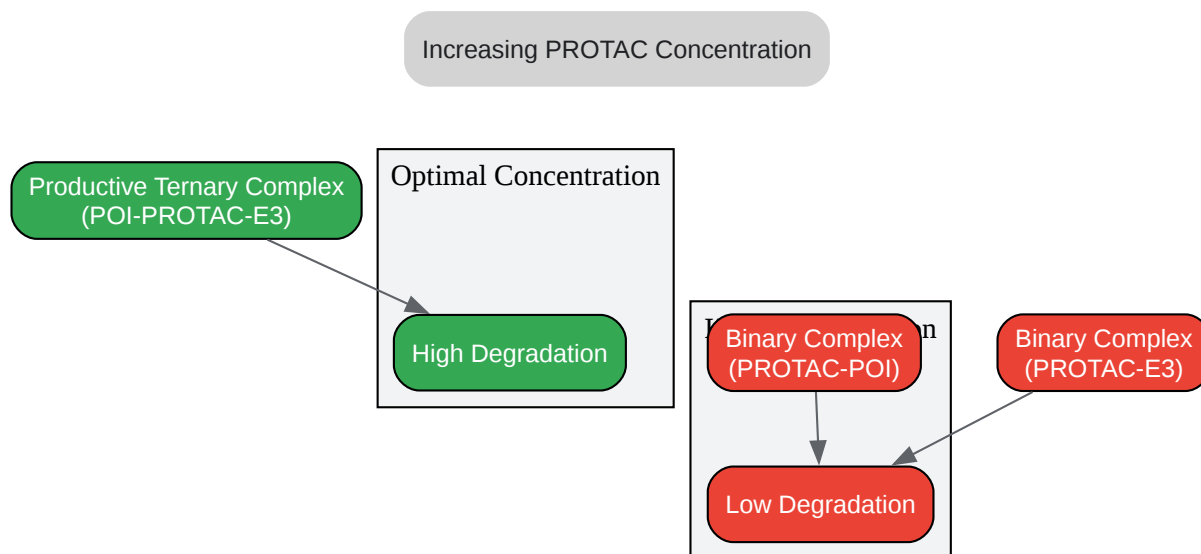 Increasing PROTAC Concentration
Productive Ternary Complex
(POI-PROTAC-E3)
Optimal Concentration
High Degradation
Binary Complex
(PROTAC-POI)
Binary Complex
(PROTAC-E3)
Low Degradation